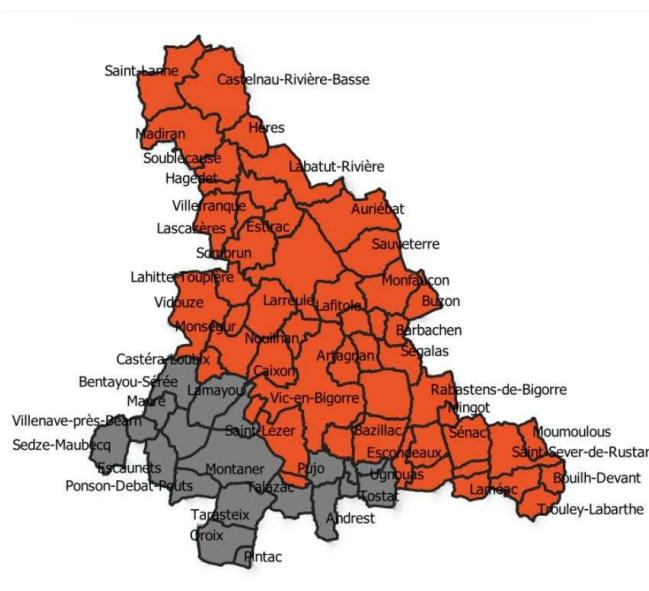 Saint-Lanne
Castelnau-Rivière-Basse
Hères
Madiran
Soublecause
Labatut-Rivière
Hagedet
Villefranque
Auriébat
Lascazères
Estirac
Sauveterre
Sombrun
Lahitte-Toupière
Monfaucon
Vidouze
Larreule
Lafitole
Buzon
Monségur
Barbachen
Nouilhan
Castéra-Loubix
Artagnan
Ségalas
Caixon
Bentayou-Sérée
Lamayou
Rabastens-de-Bigorre
Maure
Vic-en-Bigorre
Mingot
Villenave-près-Béarn
Saint-Lézer
Bazillac
Sénac
Moumoulous
Sedze-Maubecq
Escondeaux
Saint-Sever-de-Rustan
Escaunets
Montaner
Pujo
Ugnouas
Bouilh-Devant
Ponson-Debat-Pouts
Talazac
Tostat
Laméac
Trouley-Labarthe
Tarasteix
Andrest
Oroix
Pintac